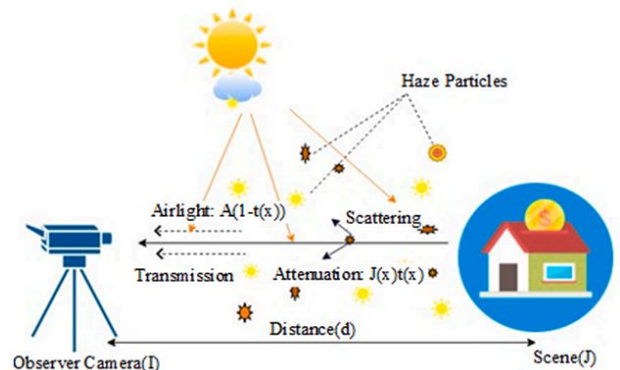 Haze Particles
Airlight: A(1-t(x))
Scattering
Transmission
Attenuation: J(x)t(x)
Distance(d)
Observer Camera(I)
Scene(J)